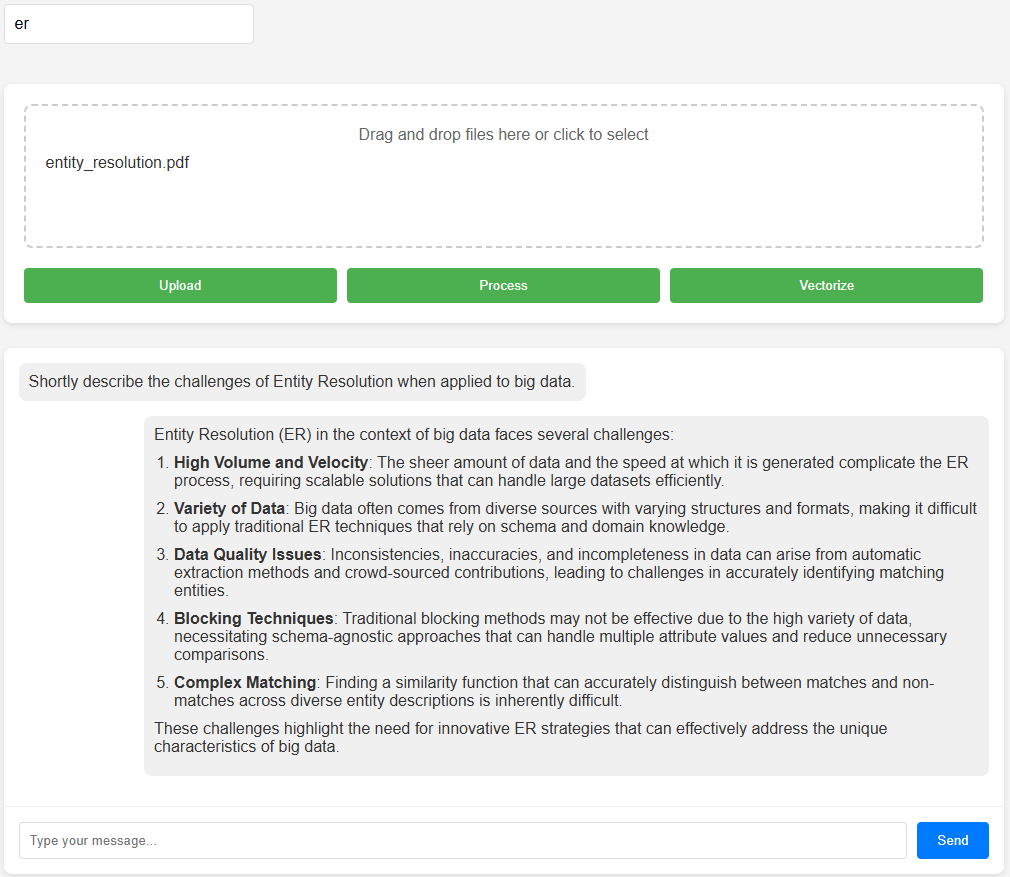 er
Drag and drop files here or click to select
entity_resolution.pdf
Upload Process Vectorize
Shortly describe the challenges of Entity Resolution when applied to big data.
Entity Resolution (ER) in the context of big data faces several challenges:
1. High Volume and Velocity: The sheer amount of data and the speed at which it is generated complicate the ER
process, requiring scalable solutions that can handle large datasets efficiently.
2. Variety of Data: Big data often comes from diverse sources with varying structures and formats, making it difficult
to apply traditional ER techniques that rely on schema and domain knowledge.
3. Data Quality Issues: Inconsistencies, inaccuracies, and incompleteness in data can arise from automatic
extraction methods and crowd-sourced contributions, leading to challenges in accurately identifying matching
entities.
4. Blocking Techniques: Traditional blocking methods may not be effective due to the high variety of data,
necessitating schema-agnostic approaches that can handle multiple attribute values and reduce unnecessary
comparisons.
5. Complex Matching: Finding a similarity function that can accurately distinguish between matches and non-
matches across diverse entity descriptions is inherently difficult.
These challenges highlight the need for innovative ER strategies that can effectively address the unique
characteristics of big data.
Type your message... Send